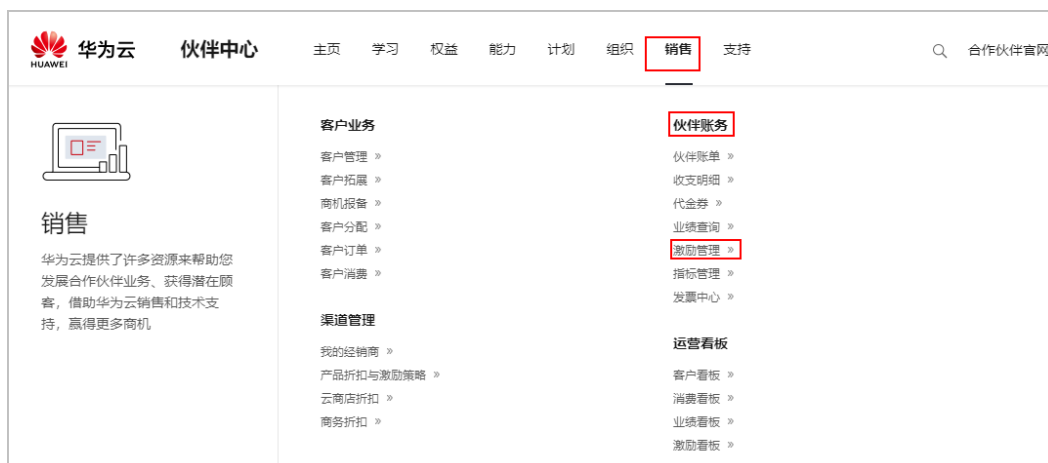 HUAWEI
华为云
伙伴中心
主页 学习 权益 能力 计划 组织 销售 支持
合作伙伴官网
销售
华为云提供了许多资源来帮助您
发展合作伙伴业务、获得潜在顾
客，借助华为云销售和技术支
持，赢得更多商机
客户业务
客户管理 »
客户拓展 »
商机报备 »
客户分配 »
客户订单 »
客户消费 »
渠道管理
我的经销商 »
产品折扣与激励策略 »
云商店折扣 »
商务折扣 »
伙伴账务
伙伴账单 »
收支明细 »
代金券 »
业绩查询 »
激励管理 »
指标管理 »
发票中心 »
运营看板
客户看板 »
消费看板 »
业绩看板 »
激励看板 »